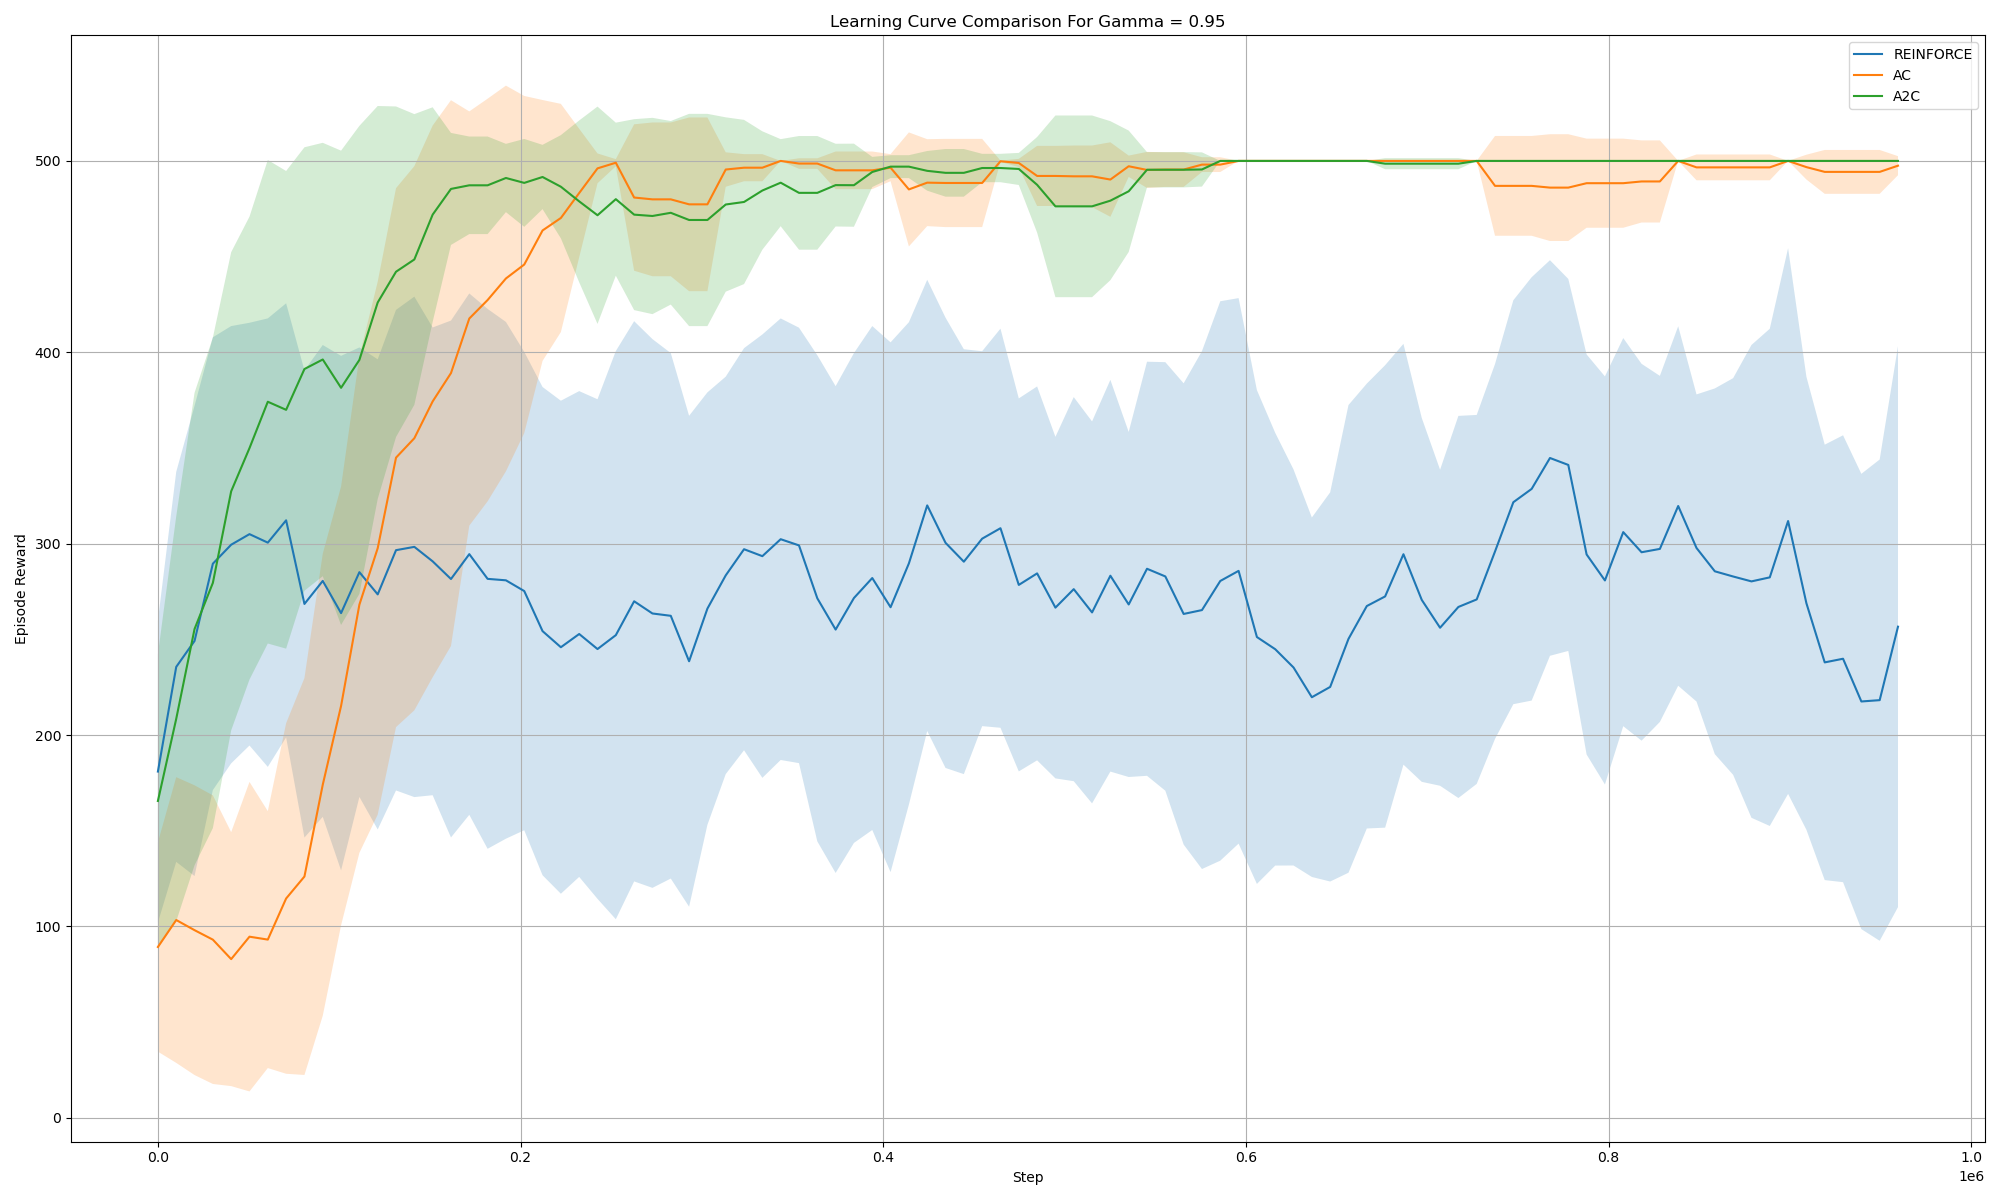 Learning Curve Comparison For Gamma = 0.95
REINFORCE
AC
A2C
Episode Reward
500
400
300
200
100
0
0.0 0.2 0.4 0.6 0.8 1.0
1e6
Step